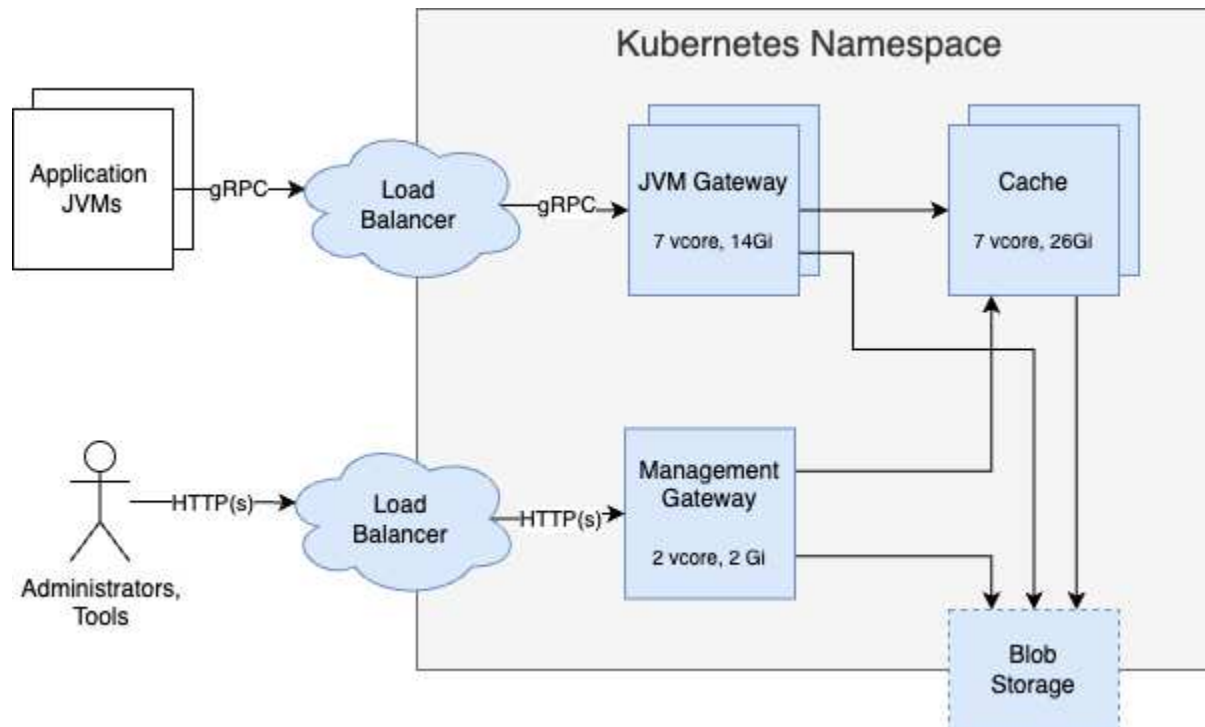 Kubernetes Namespace
Application
JVMs
gRPC
Load
Balancer
gRPC
JVM Gateway
7 vcore, 14Gi
Cache
7 vcore, 26Gi
Administrators,
Tools
HTTP(s)
Load
Balancer
HTTP(s)
Management
Gateway
2 vcore, 2 Gi
Blob
Storage